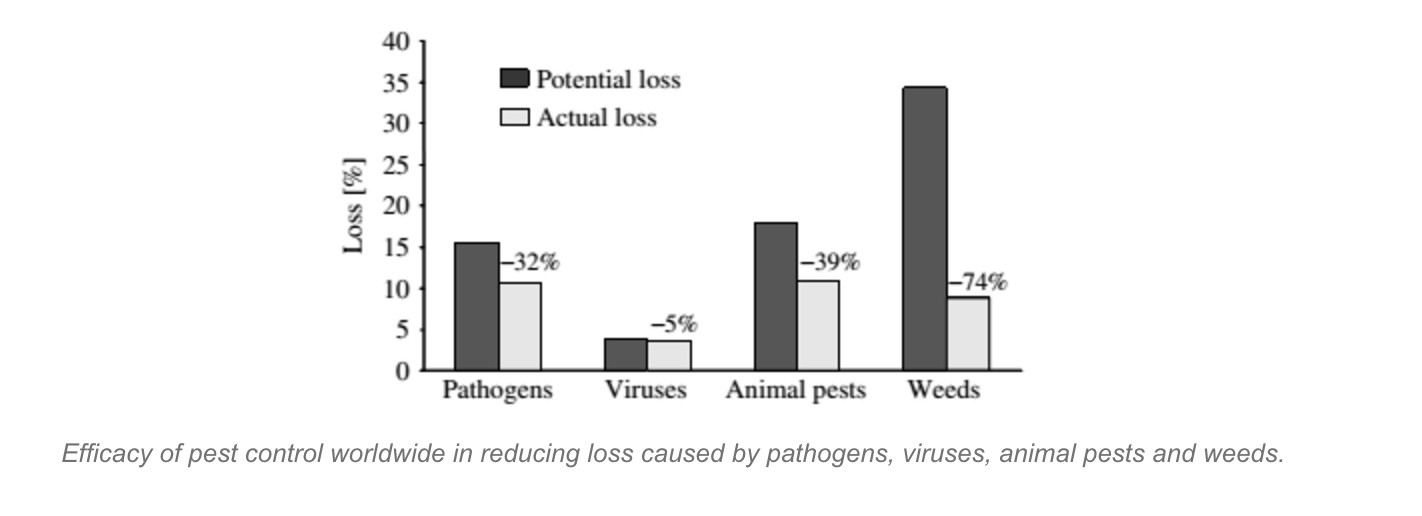 40
35
30
25
20
15
10
5
0
Loss [%]
Potential loss
Actual loss
–32%
–5%
–39%
–74%
Pathogens Viruses Animal pests Weeds
Efficacy of pest control worldwide in reducing loss caused by pathogens, viruses, animal pests and weeds.